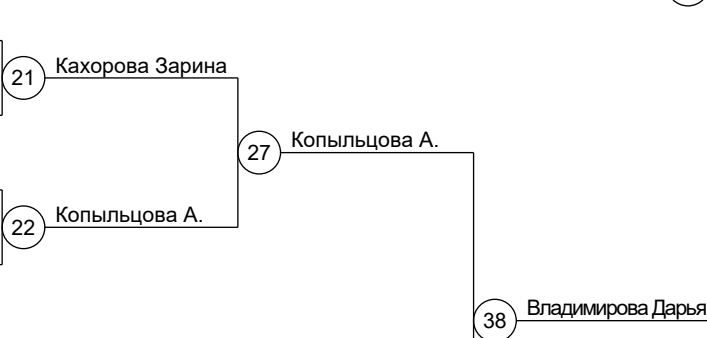 21 Кахорова Зарина
27 Копыльцова А.
22 Копыльцова А.
38 Владимирова Дарья